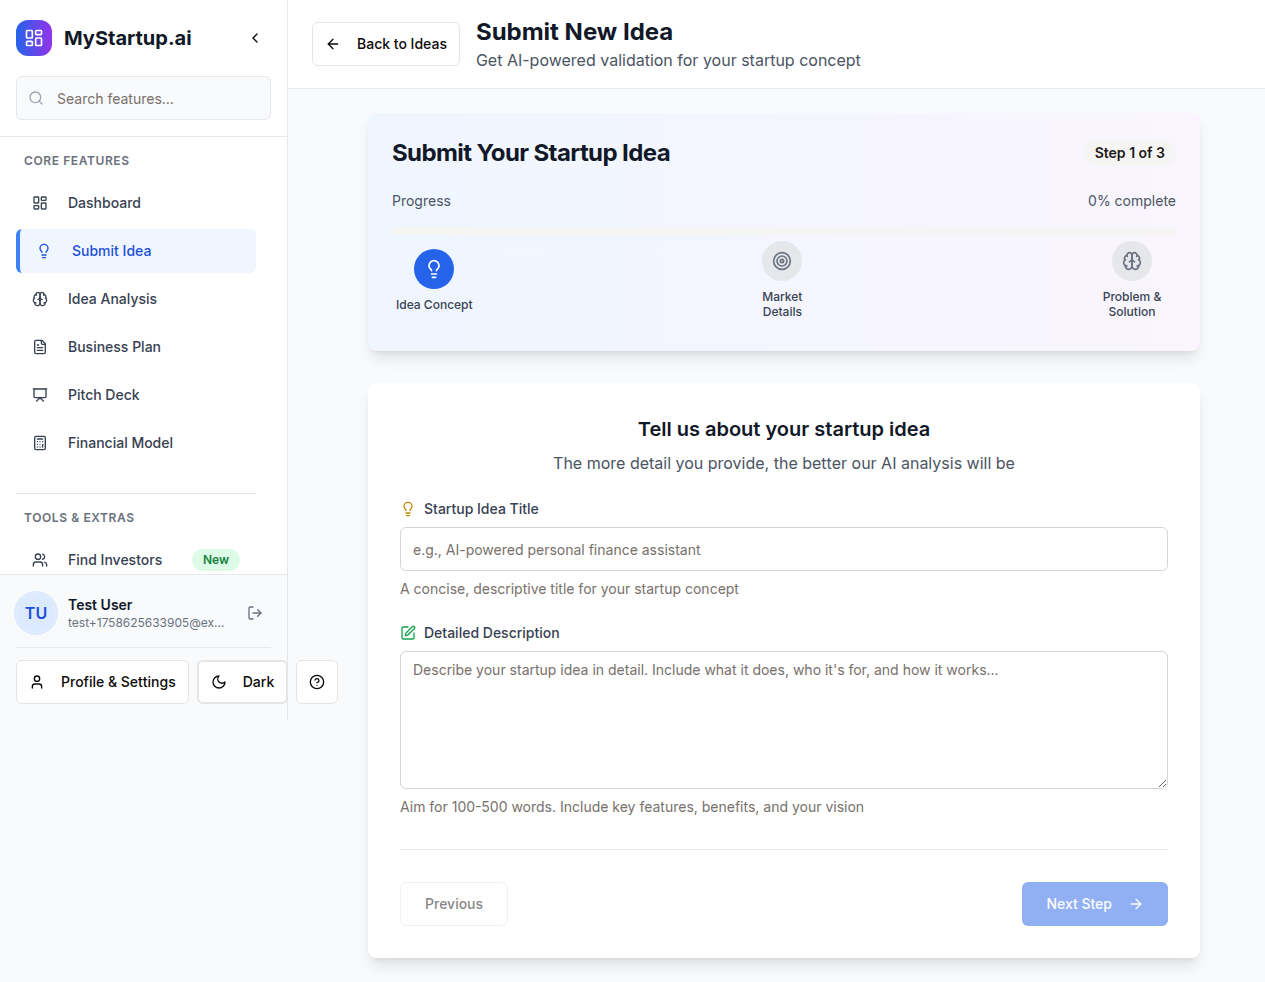 MyStartup.ai
Search features...
CORE FEATURES
Dashboard
Submit Idea
Idea Analysis
Business Plan
Pitch Deck
Financial Model
TOOLS & EXTRAS
Find Investors New
TU
Test User
test+1758625633905@ex...
Profile & Settings
Dark
Back to Ideas
Submit New Idea
Get AI-powered validation for your startup concept
Submit Your Startup Idea
Step 1 of 3
Progress
0% complete
Idea Concept
Market
Details
Problem &
Solution
Tell us about your startup idea
The more detail you provide, the better our AI analysis will be
Startup Idea Title
e.g., AI-powered personal finance assistant
A concise, descriptive title for your startup concept
Detailed Description
Describe your startup idea in detail. Include what it does, who it's for, and how it works...
Aim for 100-500 words. Include key features, benefits, and your vision
Previous
Next Step